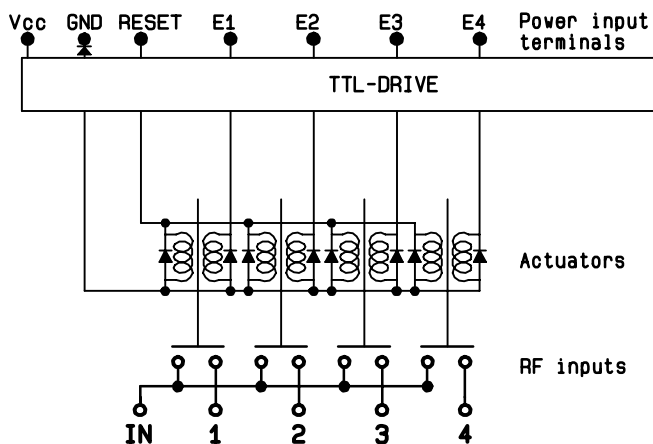 Vcc GND RESET E1 E2 E3 E4 Power input
terminals
TTL-DRIVE
Actuators
RF inputs
IN 1 2 3 4